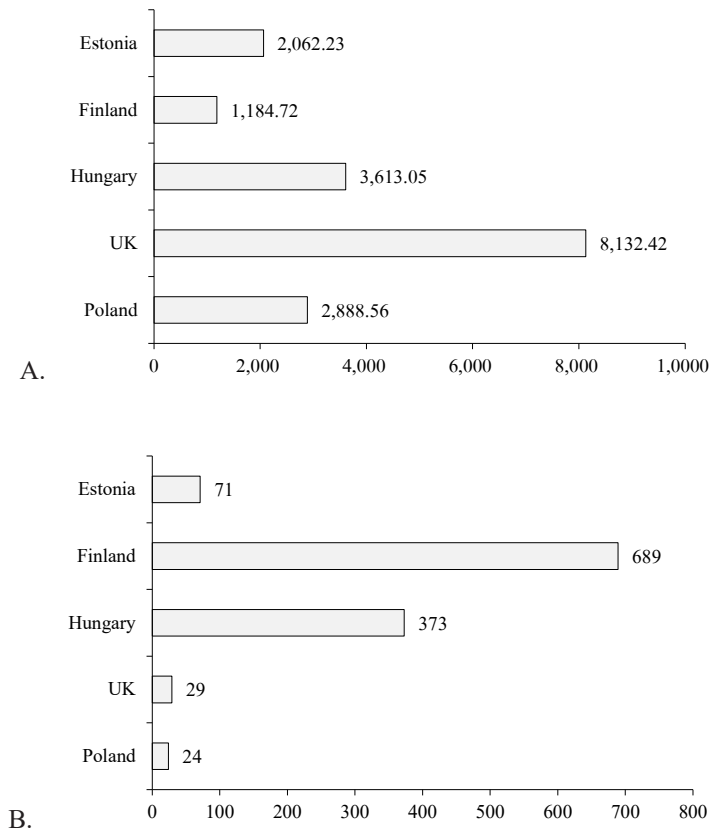 Estonia 2,062.23
Finland 1,184.72
Hungary 3,613.05
UK 8,132.42
Poland 2,888.56
0 2,000 4,000 6,000 8,000 1,0000
A.
Estonia 71
Finland 689
Hungary 373
UK 29
Poland 24
0 100 200 300 400 500 600 700 800
B.